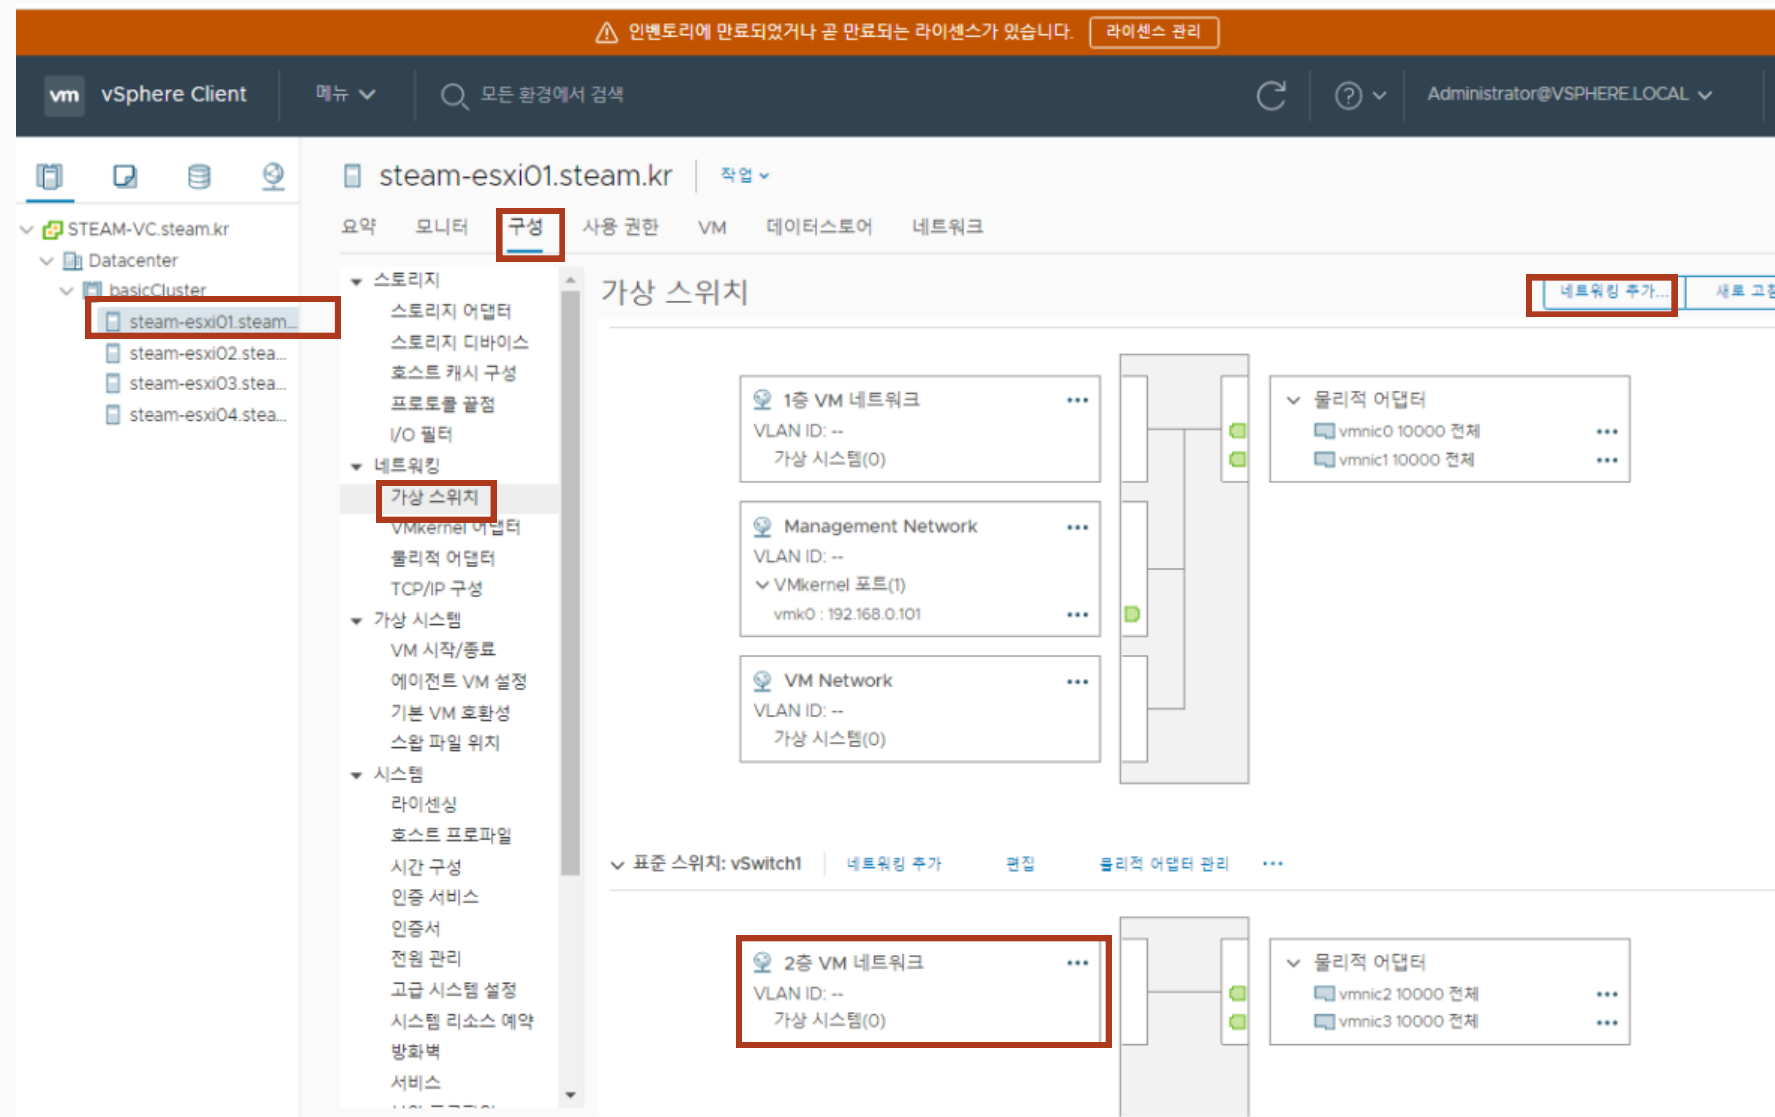 인벤토리에 만료되었거나 곧 만료되는 라이센스가 있습니다. 라이센스 관리
vm vSphere Client 메뉴 모든 환경에서 검색 Administrator@VSPHERE.LOCAL
STEAM-VC.steam.kr
Datacenter
basicCluster
steam-esxi01.steam...
steam-esxi02.stea...
steam-esxi03.stea...
steam-esxi04.stea...
steam-esxi01.steam.kr 작업
요약 모니터 구성 사용 권한 VM 데이터스토어 네트워크
스토리지
스토리지 어댑터
스토리지 디바이스
호스트 캐시 구성
프로토콜 끝점
I/O 필터
네트워킹
가상 스위치
VMkernel 어댑터
물리적 어댑터
TCP/IP 구성
가상 시스템
VM 시작/종료
에이전트 VM 설정
기본 VM 호환성
스왑 파일 위치
시스템
라이센싱
호스트 프로파일
시간 구성
인증 서비스
인증서
전원 관리
고급 시스템 설정
시스템 리소스 예약
방화벽
서비스
가상 스위치
네트워킹 추가... 새로 고
1층 VM 네트워크
VLAN ID: --
가상 시스템(0)
Management Network
VLAN ID: --
VMkernel 포트(1)
vmk0 : 192.168.0.101
VM Network
VLAN ID: --
가상 시스템(0)
물리적 어댑터
vmnic0 10000 전체
vmnic1 10000 전체
표준 스위치: vSwitch1 네트워킹 추가 편집 물리적 어댑터 관리
2층 VM 네트워크
VLAN ID: --
가상 시스템(0)
물리적 어댑터
vmnic2 10000 전체
vmnic3 10000 전체